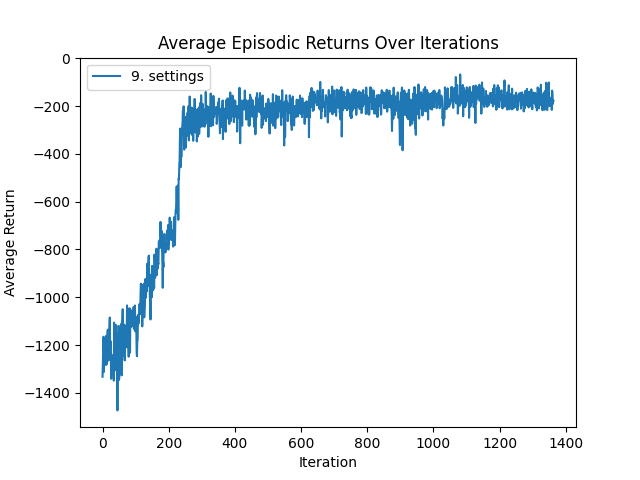 Average Episodic Returns Over Iterations
9. settings
Average Return
0
−200
−400
−600
−800
−1000
−1200
−1400
0 200 400 600 800 1000 1200 1400
Iteration